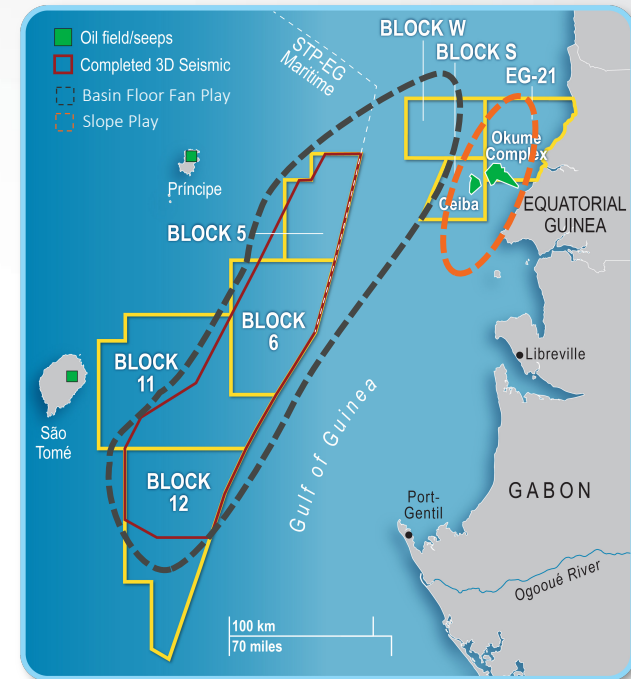 Oil field/seeps
Completed 3D Seismic
Basin Floor Fan Play
Slope Play
STP-EG
Maritime
BLOCK W
BLOCK S
EG-21
Okume
Complex
Ceiba
EQUATORIAL
GUINEA
Príncipe
BLOCK 5
BLOCK
6
BLOCK
11
BLOCK
12
São
Tomé
Libreville
Gulf of Guinea
Port-
Gentil
GABON
Ogooué River
100 km
70 miles